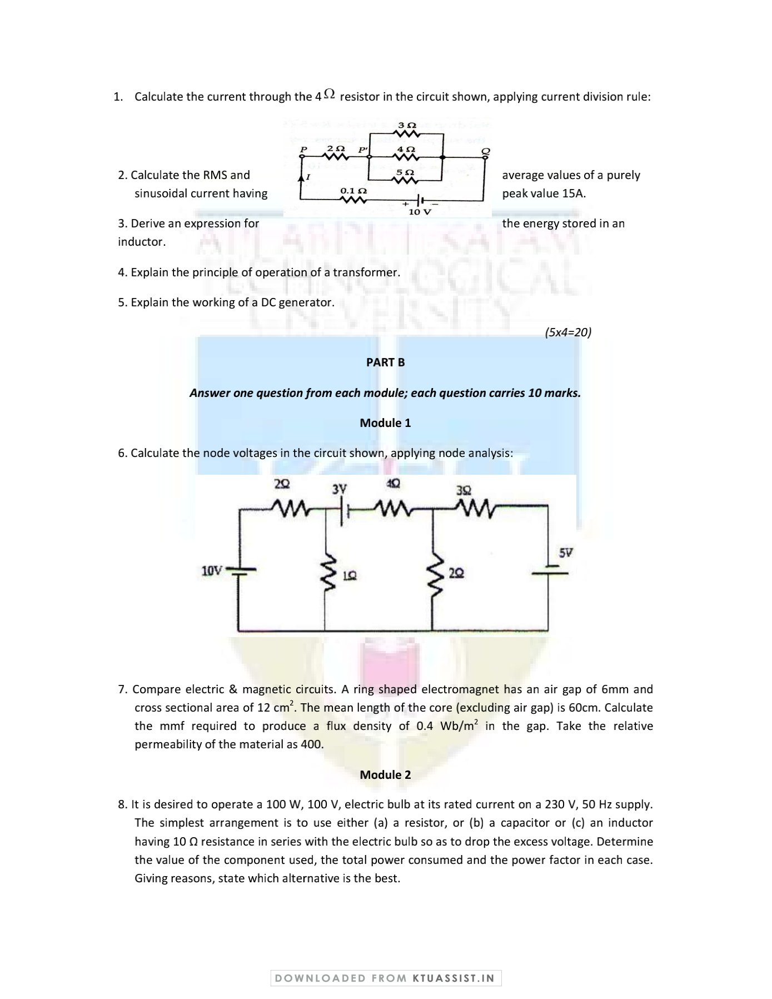 1. Calculate the current through the 4 Ω resistor in the circuit shown, applying current division rule:
3 Ω
P 2 Ω P' 4 Ω Q
2. Calculate the RMS and I 5 Ω average values of a purely
sinusoidal current having 0.1 Ω peak value 15A.
+ −
10 V
3. Derive an expression for the energy stored in an
inductor.
APJ ABDUL KALAM
TECHNOLOGICAL
UNIVERSITY
4. Explain the principle of operation of a transformer.
5. Explain the working of a DC generator.
(5x4=20)
PART B
Answer one question from each module; each question carries 10 marks.
Module 1
6. Calculate the node voltages in the circuit shown, applying node analysis:
2Ω 3V 4Ω 3Ω
10V 1Ω 2Ω 5V
7. Compare electric & magnetic circuits. A ring shaped electromagnet has an air gap of 6mm and
cross sectional area of 12 cm². The mean length of the core (excluding air gap) is 60cm. Calculate
the mmf required to produce a flux density of 0.4 Wb/m² in the gap. Take the relative
permeability of the material as 400.
Module 2
8. It is desired to operate a 100 W, 100 V, electric bulb at its rated current on a 230 V, 50 Hz supply.
The simplest arrangement is to use either (a) a resistor, or (b) a capacitor or (c) an inductor
having 10 Ω resistance in series with the electric bulb so as to drop the excess voltage. Determine
the value of the component used, the total power consumed and the power factor in each case.
Giving reasons, state which alternative is the best.
DOWNLOADED FROM KTUASSIST.IN